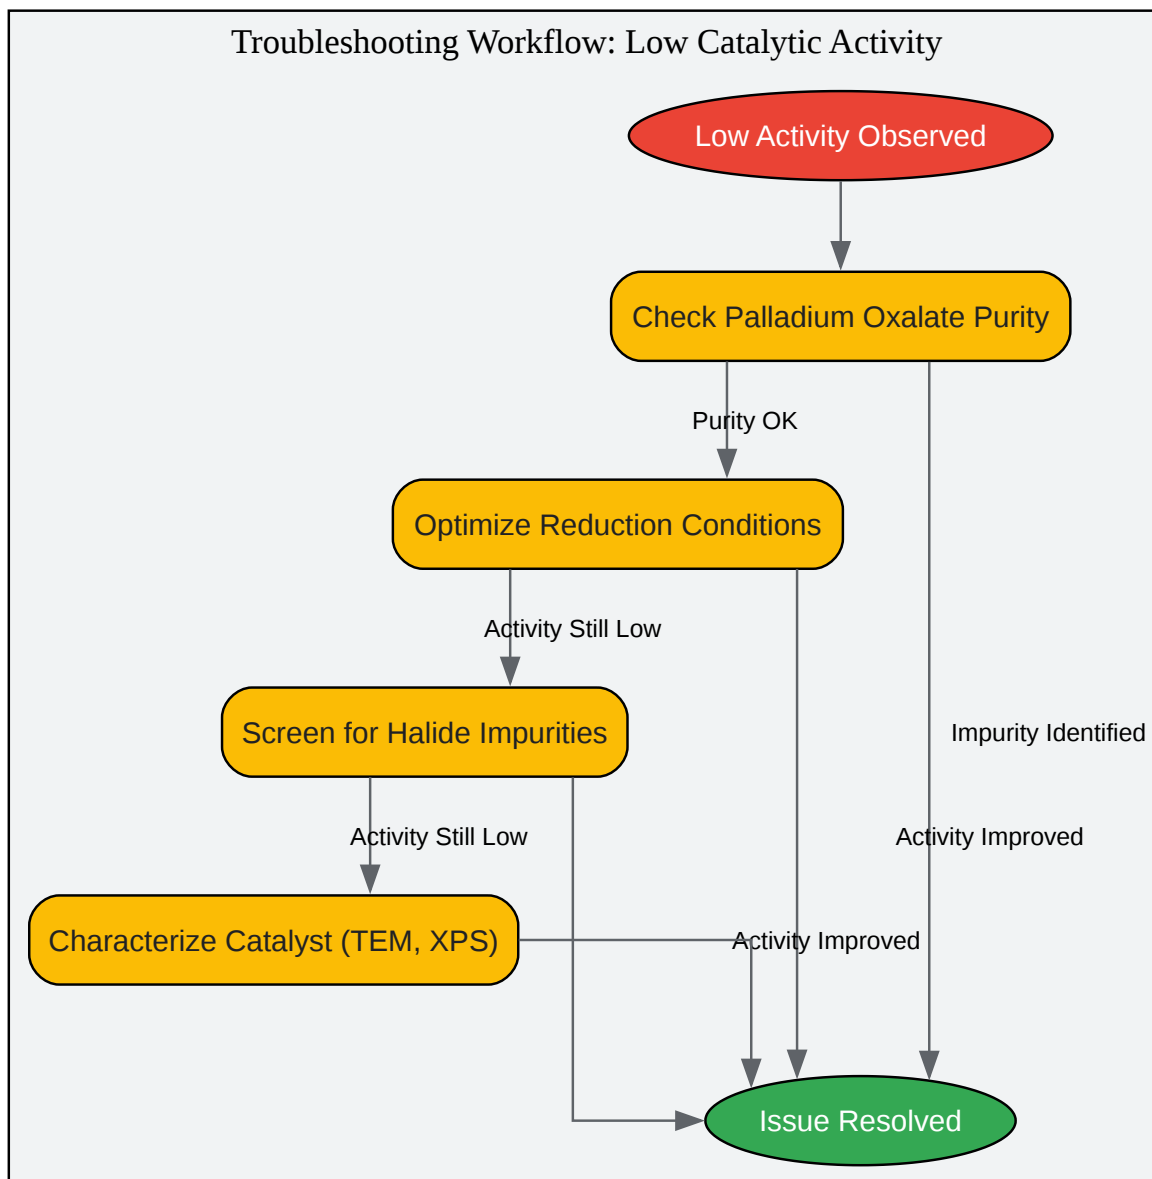 Troubleshooting Workflow: Low Catalytic Activity
Low Activity Observed
Check Palladium Oxalate Purity
Purity OK
Optimize Reduction Conditions
Activity Still Low
Screen for Halide Impurities
Impurity Identified
Activity Still Low
Activity Improved
Characterize Catalyst (TEM, XPS)
Activity Improved
Issue Resolved